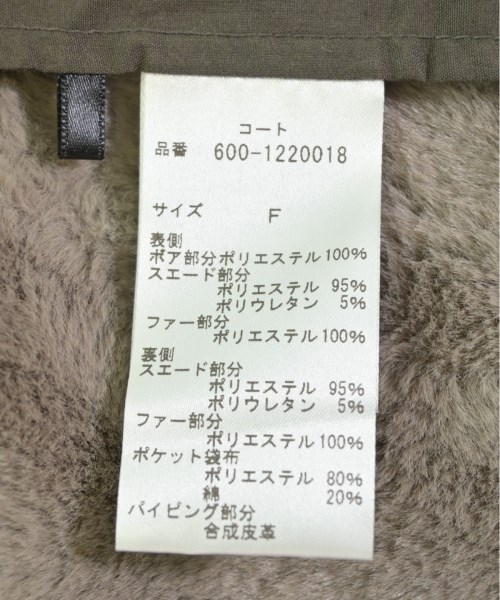 コート
品番 600-1220018
サイズ F
表側
ボア部分ポリエステル100%
スエード部分
ポリエステル 95%
ポリウレタン 5%
ファー部分
ポリエステル100%
裏側
スエード部分
ポリエステル 95%
ポリウレタン 5%
ファー部分
ポリエステル100%
ポケット袋布
ポリエステル 80%
綿 20%
パイピング部分
合成皮革